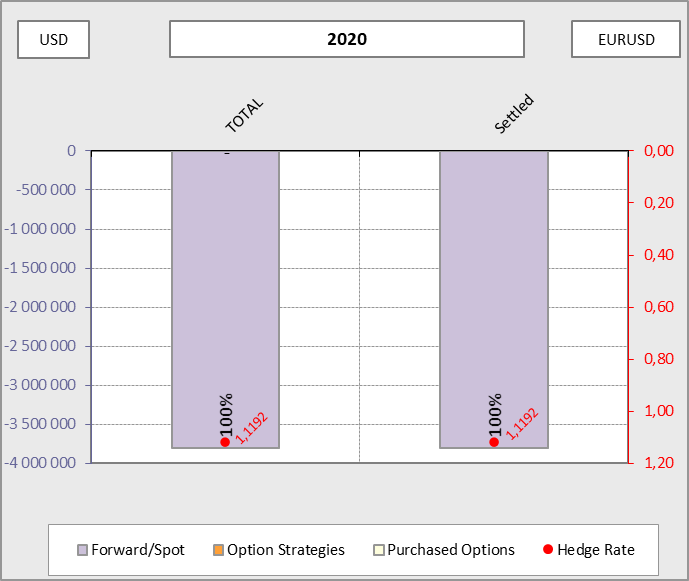 USD 2020 EURUSD
TOTAL Settled
0 0,00
-500 000 0,20
-1 000 000 0,40
-1 500 000
-2 000 000 0,60
-2 500 000 0,80
-3 000 000 1,00
-3 500 000
-4 000 000 1,20
100% 1,1192 100% 1,1192
Forward/Spot Option Strategies Purchased Options Hedge Rate